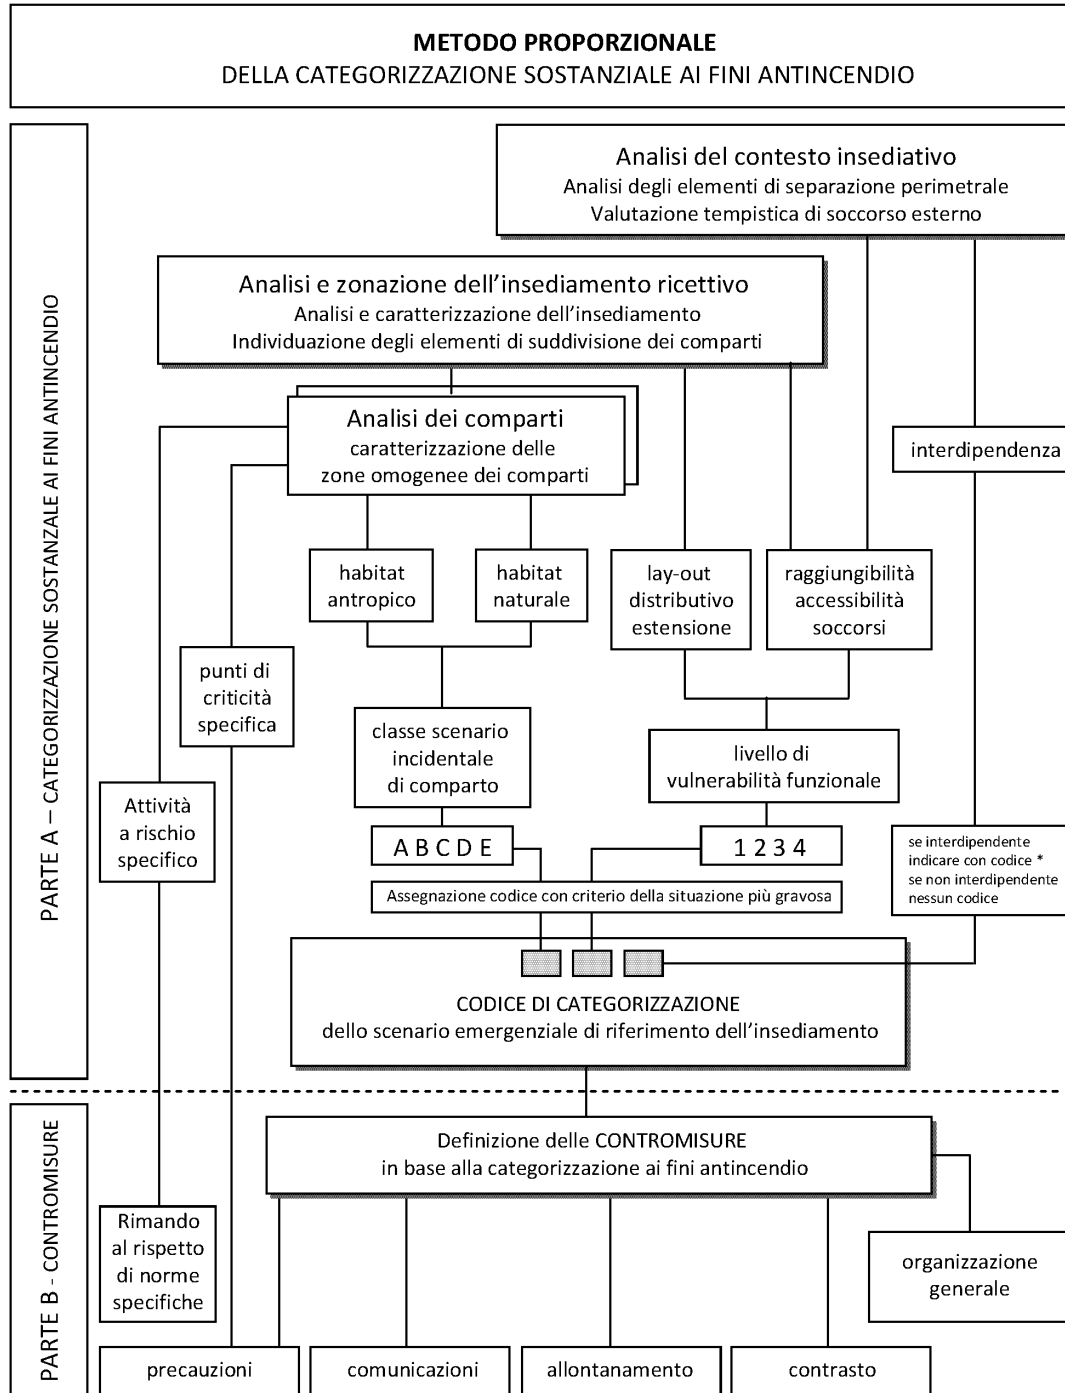 METODO PROPORZIONALE
DELLA CATEGORIZZAZIONE SOSTANZIALE AI FINI ANTINCENDIO
PARTE A – CATEGORIZZAZIONE SOSTANZALE AI FINI ANTINCENDIO
Analisi del contesto insediativo
Analisi degli elementi di separazione perimetrale
Valutazione tempistica di soccorso esterno
Analisi e zonazione dell'insediamento ricettivo
Analisi e caratterizzazione dell'insediamento
Individuazione degli elementi di suddivisione dei comparti
Analisi dei comparti
caratterizzazione delle
zone omogenee dei comparti
interdipendenza
habitat
antropico
habitat
naturale
lay-out
distributivo
estensione
raggiungibilità
accessibilità
soccorsi
punti di
criticità
specifica
classe scenario
incidentale
di comparto
livello di
vulnerabilità funzionale
Attività
a rischio
specifico
A B C D E
1 2 3 4
se interdipendente
indicare con codice *
se non interdipendente
nessun codice
Assegnazione codice con criterio della situazione più gravosa
CODICE DI CATEGORIZZAZIONE
dello scenario emergenziale di riferimento dell'insediamento
PARTE B - CONTROMISURE
Definizione delle CONTROMISURE
in base alla categorizzazione ai fini antincendio
Rimando
al rispetto
di norme
specifiche
organizzazione
generale
precauzioni
comunicazioni
allontanamento
contrasto